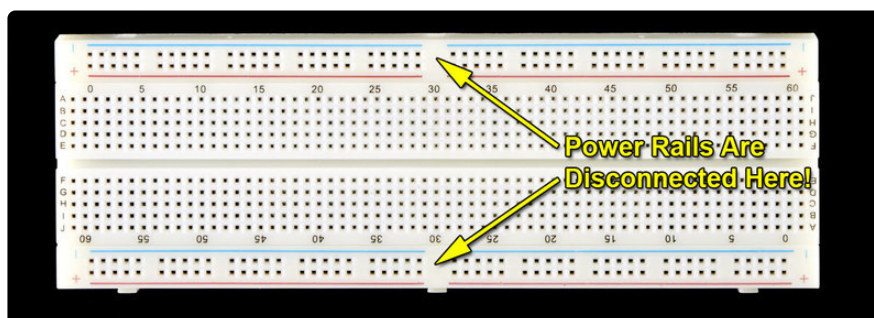 - -
+ +
0 5 10 15 20 25 30 35 40 45 50 55 60
A J
B I
C H
D G
E F
Power Rails Are
Disconnected Here!
F E
G D
H C
I B
J A
60 55 50 45 40 35 30 25 20 15 10 5 0
- -
+ +